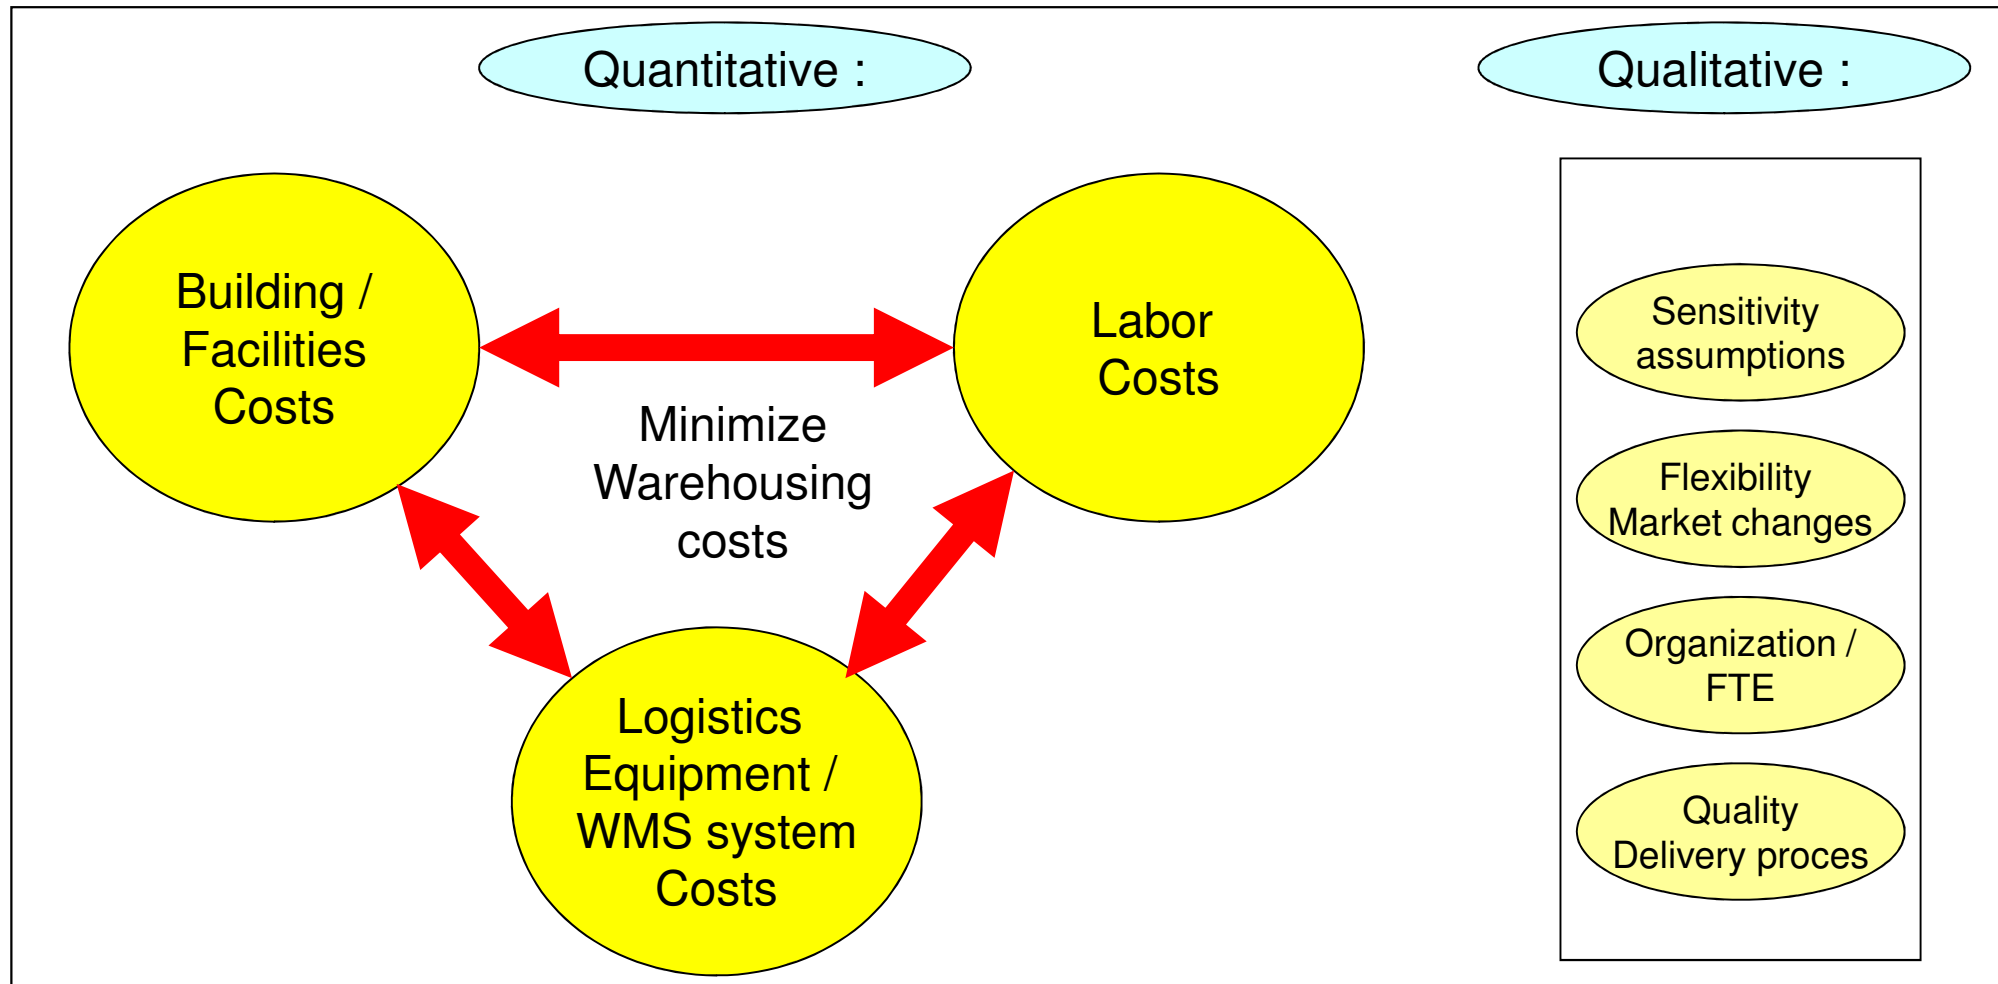 Quantitative :
Qualitative :
Building /
Facilities
Costs
Labor
Costs
Minimize
Warehousing
costs
Logistics
Equipment /
WMS system
Costs
Sensitivity
assumptions
Flexibility
Market changes
Organization /
FTE
Quality
Delivery proces